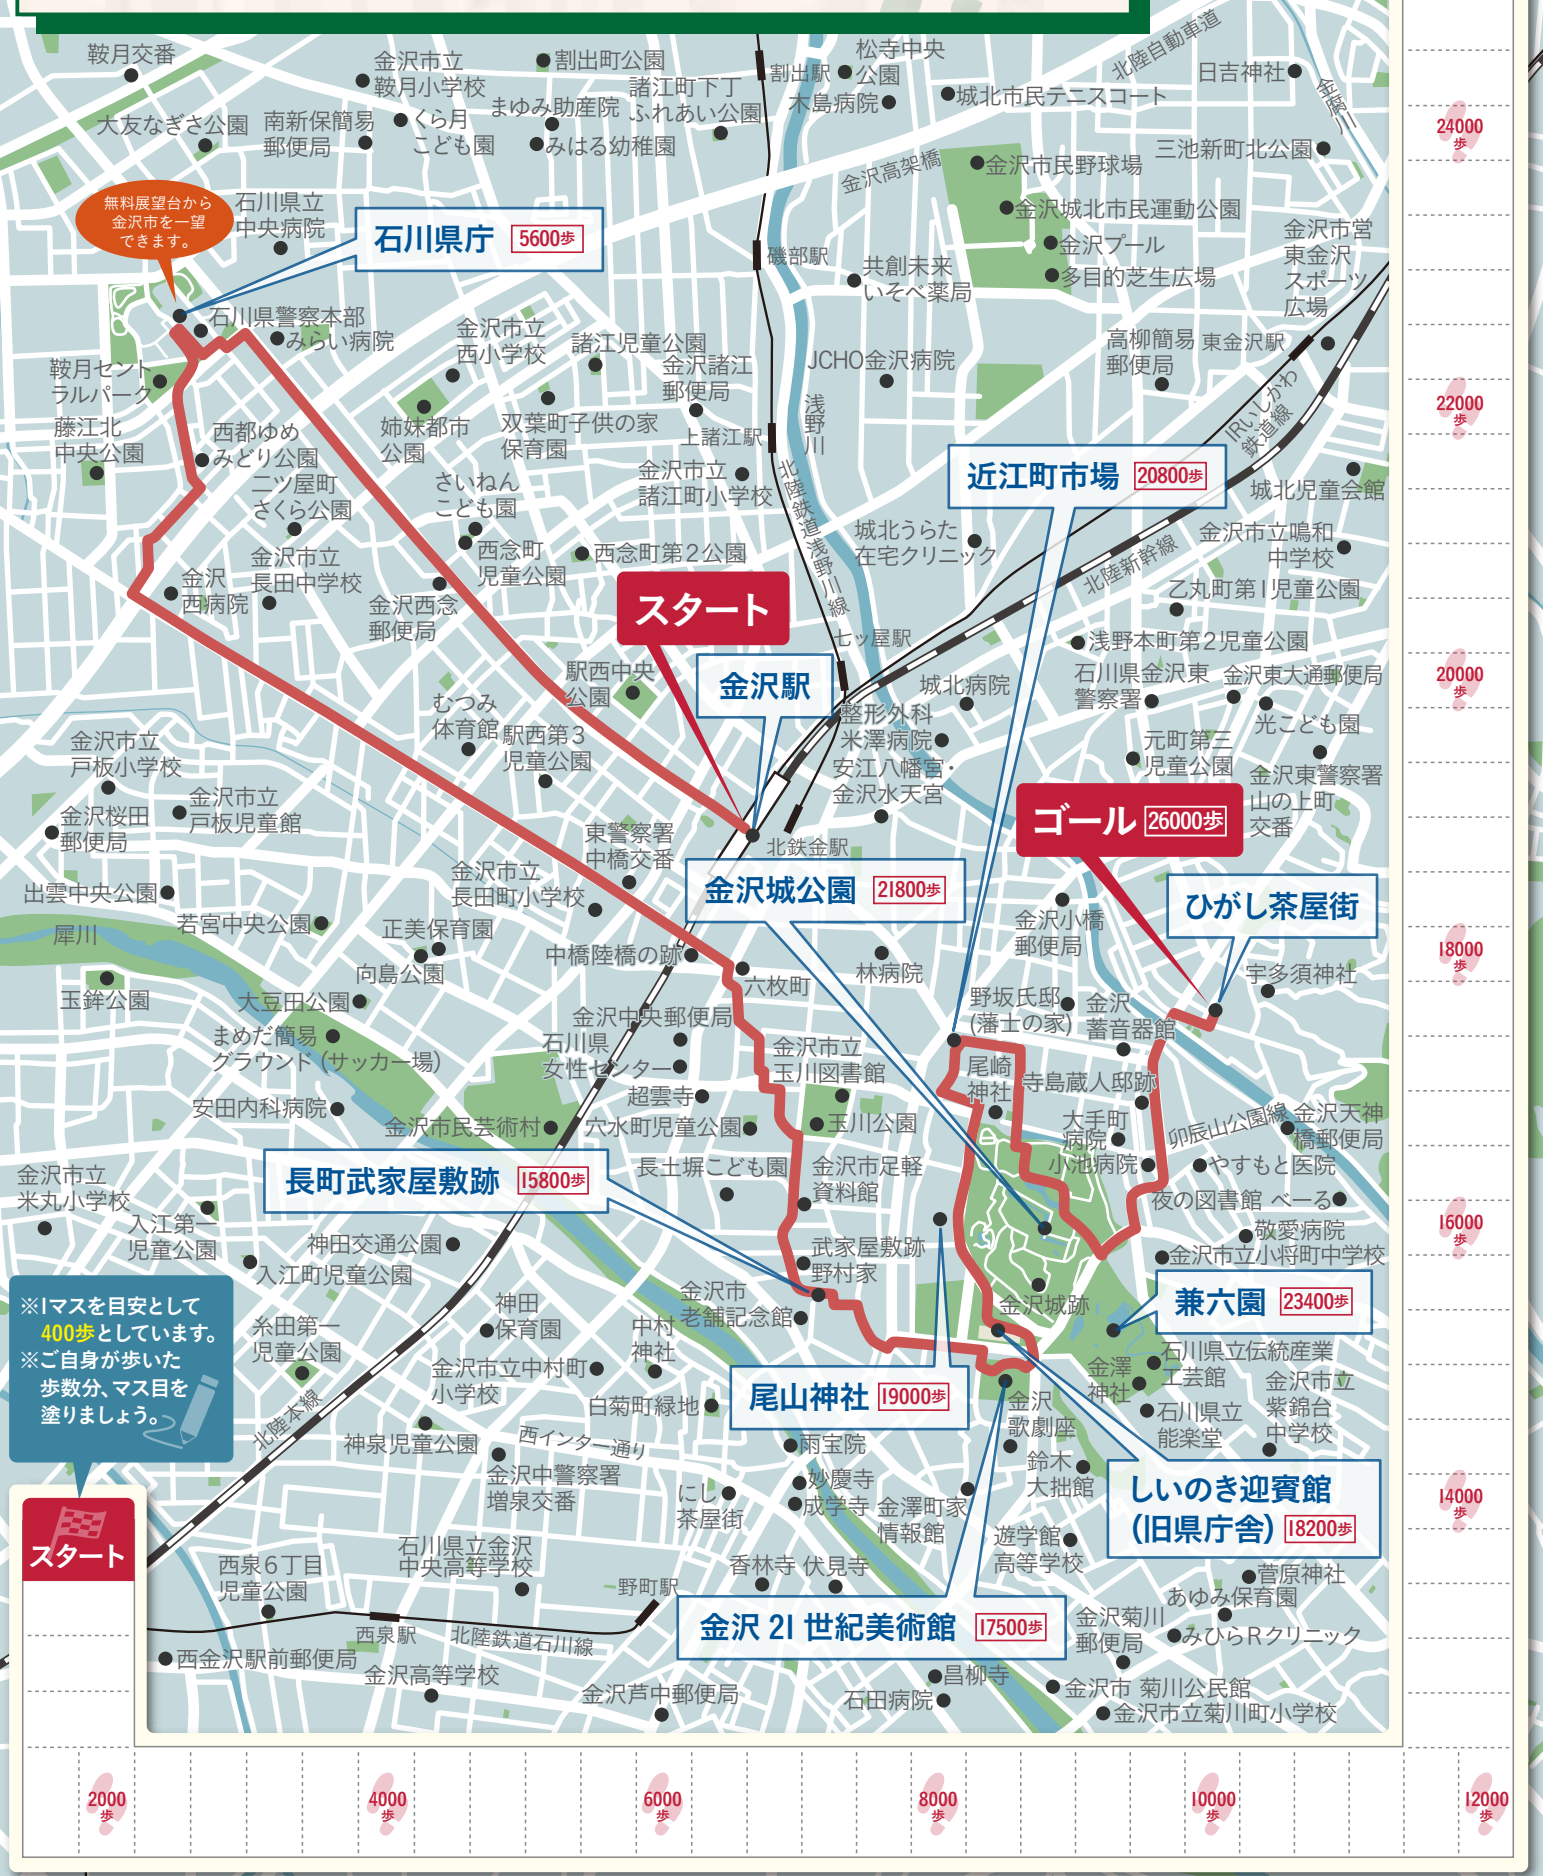 鞍月交番
金沢市立
鞍月小学校
割出町公園
諸江町下丁
ふれあい公園
割出駅
松寺中央
公園
北陸自動車道
日吉神社
金腐川
24000
歩
木島病院
城北市民テニスコート
大友なぎさ公園
南新保簡易
郵便局
くら月
こども園
まゆみ助産院
みはる幼稚園
金沢高架橋
金沢市民野球場
三池新町北公園
無料展望台から
金沢市を一望
できます。
石川県立
中央病院
石川県庁 5600歩
磯部駅
共創未来
いそべ薬局
金沢城北市民運動公園
金沢プール
多目的芝生広場
金沢市営
東金沢
スポーツ
広場
石川県警察本部
みらい病院
金沢市立
西小学校
諸江児童公園
金沢諸江
郵便局
JCHO金沢病院
高柳簡易
郵便局
東金沢駅
鞍月セント
ラルパーク
藤江北
中央公園
西都ゆめ
みどり公園
姉妹都市
公園
双葉町子供の家
保育園
上諸江駅
浅野川
IRいしかわ
鉄道線
22000
歩
二ツ屋町
さくら公園
さいねん
こども園
金沢市立
諸江町小学校
北陸鉄道浅野川線
近江町市場 20800歩
城北児童会館
金沢市立
長田中学校
西念町
児童公園
西念町第2公園
城北うらた
在宅クリニック
北陸新幹線
金沢市立鳴和
中学校
金沢
西病院
金沢西念
郵便局
スタート
七ッ屋駅
乙丸町第1児童公園
浅野本町第2児童公園
駅西中央
公園
金沢駅
城北病院
石川県金沢東
警察署
金沢東大通郵便局
20000
歩
むつみ
体育館
駅西第3
児童公園
整形外科
米澤病院
光こども園
金沢市立
戸板小学校
安江八幡宮・
金沢水天宮
元町第三
児童公園
金沢東警察署
山の上町
交番
金沢桜田
郵便局
金沢市立
戸板児童館
東警察署
中橋交番
北鉄金駅
ゴール 26000歩
出雲中央公園
金沢市立
長田町小学校
金沢城公園 21800歩
ひがし茶屋街
犀川
若宮中央公園
正美保育園
向島公園
中橋陸橋の跡
六枚町
林病院
金沢小橋
郵便局
18000
歩
玉鉾公園
大豆田公園
宇多須神社
まめだ簡易
グラウンド(サッカー場)
金沢中央郵便局
石川県
女性センター
金沢市立
玉川図書館
野坂氏邸
(藩士の家)
金沢
蓄音器館
安田内科病院
超雲寺
尾崎
神社
寺島蔵人邸跡
金沢市民芸術村
穴水町児童公園
玉川公園
大手町
病院
卯辰山公園線
金沢天神
橋郵便局
小池病院
やすもと医院
金沢市立
米丸小学校
長町武家屋敷跡 15800歩
長土塀こども園
金沢市足軽
資料館
夜の図書館 べーる
入江第一
児童公園
神田交通公園
入江町児童公園
武家屋敷跡
野村家
敬愛病院
金沢市立小将町中学校
16000
歩
※1マスを目安として
400歩としています。
※ご自身が歩いた
歩数分、マス目を
塗りましょう。
金沢市
老舗記念館
金沢城跡
兼六園 23400歩
糸田第一
児童公園
神田
保育園
中村
神社
金沢市立中村町
小学校
尾山神社 19000歩
金澤
神社
石川県立伝統産業
工芸館
石川県立
能楽堂
金沢市立
紫錦台
中学校
北陸本線
神泉児童公園
白菊町緑地
西インター通り
雨宝院
金沢
歌劇座
鈴木
大拙館
金沢中警察署
増泉交番
にし
茶屋街
妙慶寺
成学寺
金澤町家
情報館
しいのき迎賓館
(旧県庁舎) 18200歩
14000
歩
スタート
西泉6丁目
児童公園
石川県立金沢
中央高等学校
香林寺
伏見寺
遊学館
高等学校
野町駅
菅原神社
あゆみ保育園
西泉駅
北陸鉄道石川線
金沢 21 世紀美術館 17500歩
金沢菊川
郵便局
みひらRクリニック
西金沢駅前郵便局
金沢高等学校
金沢芦中郵便局
昌柳寺
石田病院
金沢市 菊川公民館
金沢市立菊川町小学校
2000
歩
4000
歩
6000
歩
8000
歩
10000
歩
12000
歩